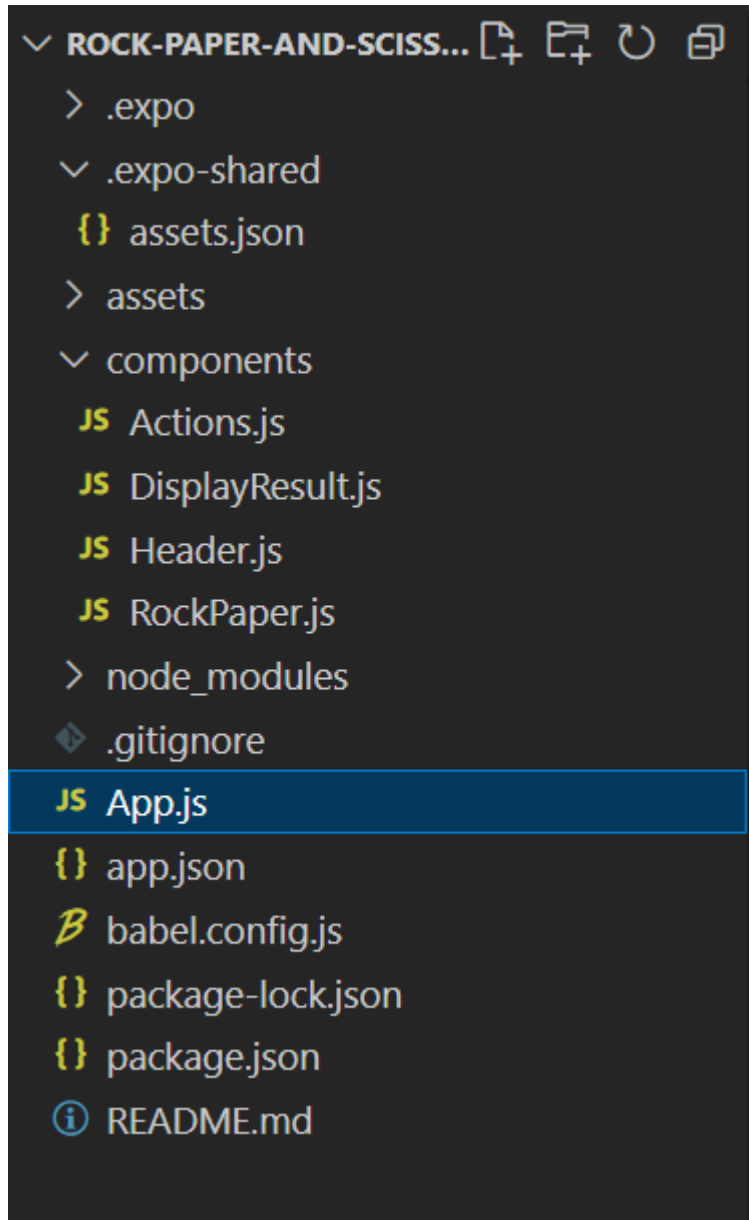 ROCK-PAPER-AND-SCISS...
.expo
.expo-shared
{} assets.json
assets
components
JS Actions.js
JS DisplayResult.js
JS Header.js
JS RockPaper.js
node_modules
.gitignore
JS App.js
{} app.json
B babel.config.js
{} package-lock.json
{} package.json
README.md